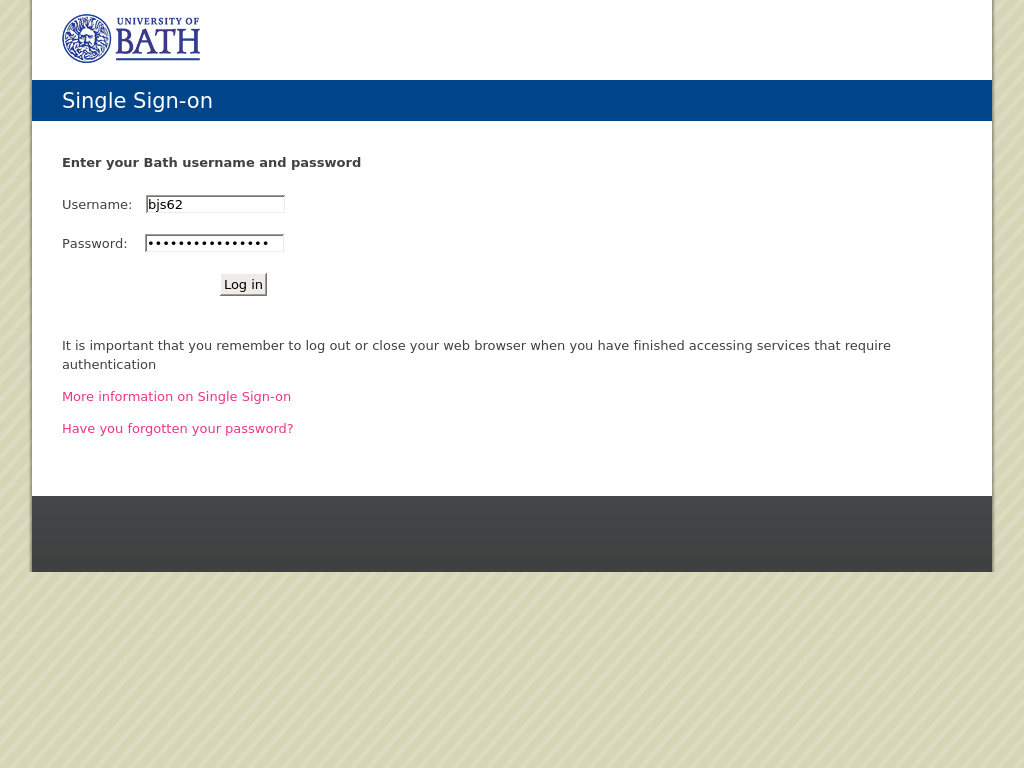 UNIVERSITY OF
BATH
Single Sign-on
Enter your Bath username and password
Username: bjs62
Password: ••••••••••••••••
Log in
It is important that you remember to log out or close your web browser when you have finished accessing services that require
authentication
More information on Single Sign-on
Have you forgotten your password?